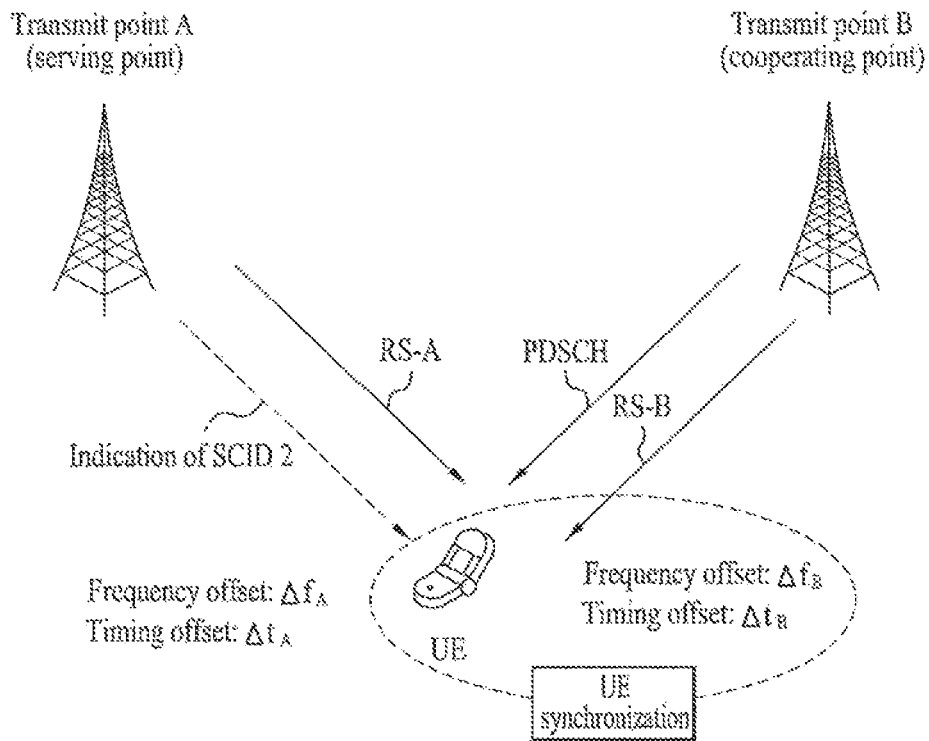 Transmit point A
(serving point)
Transmit point B
(cooperating point)
RS-A
PDSCH
RS-B
Indication of SCID 2
Frequency offset: Δf_A
Timing offset: Δt_A
UE
Frequency offset: Δf_B
Timing offset: Δt_B
UE
synchronization